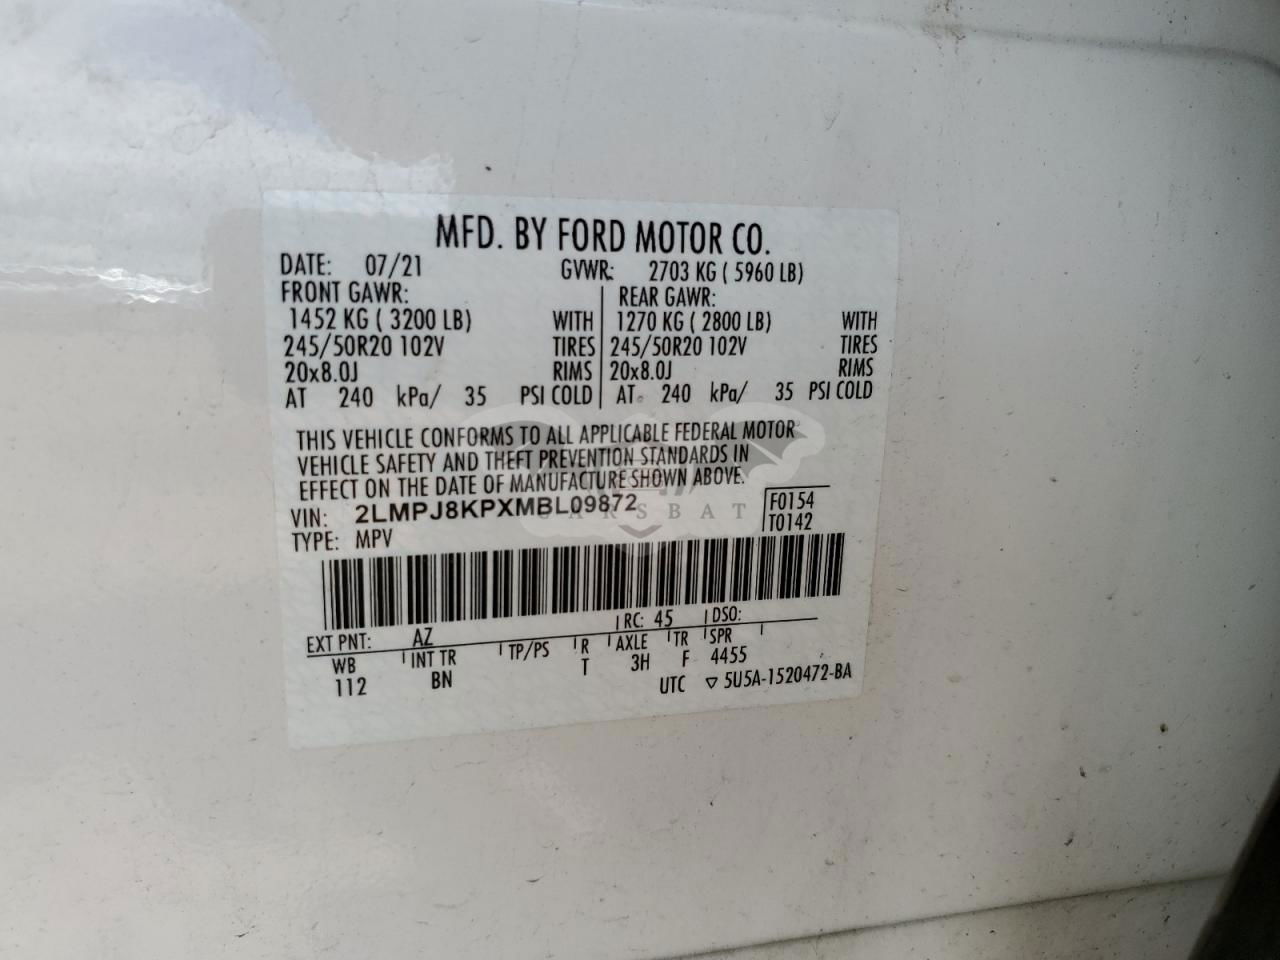 MFD. BY FORD MOTOR CO.
DATE: 07/21 GVWR: 2703 KG ( 5960 LB)
FRONT GAWR: REAR GAWR:
1452 KG ( 3200 LB) WITH 1270 KG ( 2800 LB) WITH
245/50R20 102V TIRES 245/50R20 102V TIRES
20x8.0J RIMS 20x8.0J RIMS
AT 240 kPa/ 35 PSI COLD AT 240 kPa/ 35 PSI COLD
THIS VEHICLE CONFORMS TO ALL APPLICABLE FEDERAL MOTOR
VEHICLE SAFETY AND THEFT PREVENTION STANDARDS IN
EFFECT ON THE DATE OF MANUFACTURE SHOWN ABOVE.
VIN: 2LMPJ8KPXMBL09872 F0154
TYPE: MPV T0142
CARSBAT
EXT PNT: AZ RC: 45 DSO:
WB INT TR TP/PS R AXLE TR SPR
112 BN T 3H F 4455
UTC ▽ 5U5A-1520472-BA